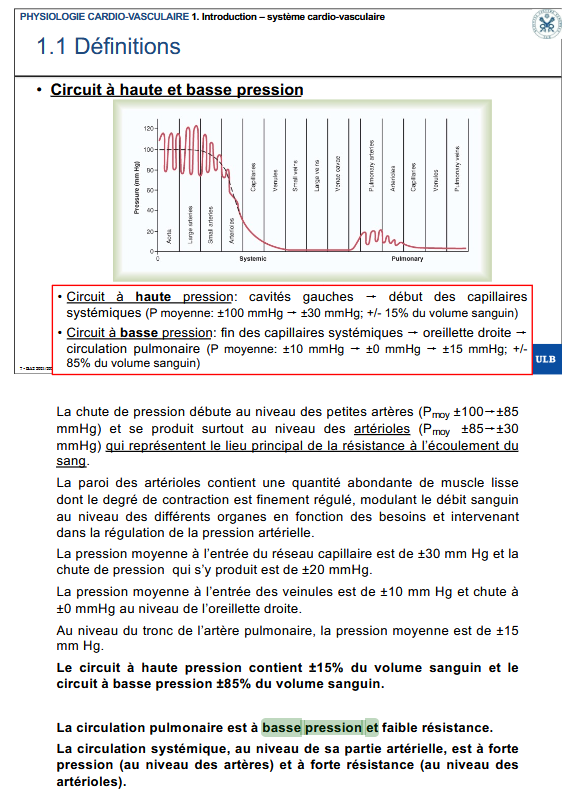 PHYSIOLOGIE CARDIO-VASCULAIRE 1. Introduction – système cardio-vasculaire
1.1 Définitions
• Circuit à haute et basse pression
Pressure (mm Hg)
120
100
80
60
40
20
0
0
Aorta
Large arteries
Small arteries
Arterioles
Capillaries
Venules
Small veins
Large veins
Venae cavae
Pulmonary arteries
Arterioles
Capillaries
Venules
Pulmonary veins
Systemic
Pulmonary
• Circuit à haute pression: cavités gauches → début des capillaires
systémiques (P moyenne: ±100 mmHg → ±30 mmHg; +/- 15% du volume sanguin)
• Circuit à basse pression: fin des capillaires systémiques → oreillette droite →
circulation pulmonaire (P moyenne: ±10 mmHg → ±0 mmHg → ±15 mmHg; +/-
85% du volume sanguin)
ULB
La chute de pression débute au niveau des petites artères (Pmoy ±100→±85
mmHg) et se produit surtout au niveau des artérioles (Pmoy ±85→±30
mmHg) qui représentent le lieu principal de la résistance à l'écoulement du
sang.
La paroi des artérioles contient une quantité abondante de muscle lisse
dont le degré de contraction est finement régulé, modulant le débit sanguin
au niveau des différents organes en fonction des besoins et intervenant
dans la régulation de la pression artérielle.
La pression moyenne à l'entrée du réseau capillaire est de ±30 mm Hg et la
chute de pression qui s'y produit est de ±20 mmHg.
La pression moyenne à l'entrée des veinules est de ±10 mm Hg et chute à
±0 mmHg au niveau de l'oreillette droite.
Au niveau du tronc de l'artère pulmonaire, la pression moyenne est de ±15
mm Hg.
Le circuit à haute pression contient ±15% du volume sanguin et le
circuit à basse pression ±85% du volume sanguin.
La circulation pulmonaire est à basse pression et faible résistance.
La circulation systémique, au niveau de sa partie artérielle, est à forte
pression (au niveau des artères) et à forte résistance (au niveau des
artérioles).